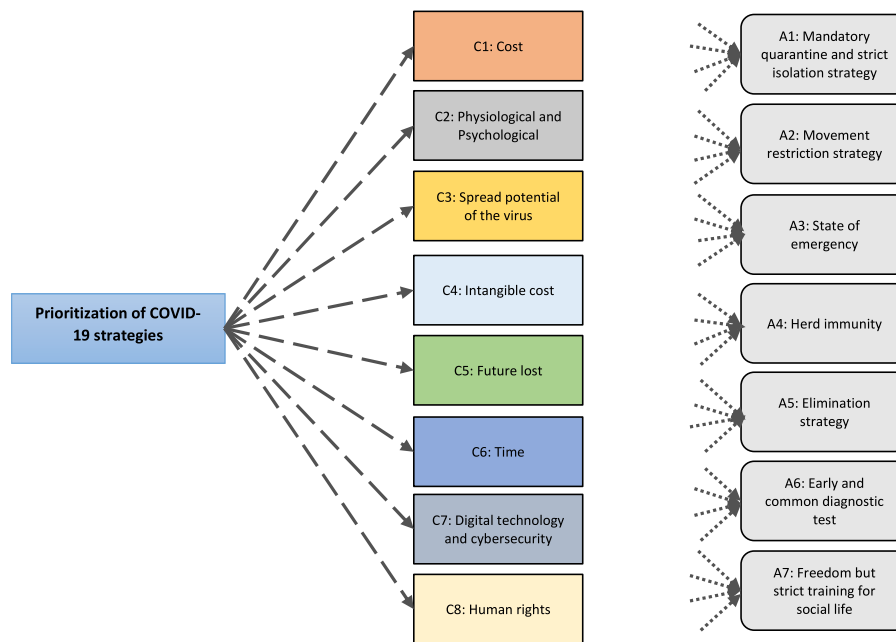 Prioritization of COVID-
19 strategies
C1: Cost
C2: Physiological and
Psychological
C3: Spread potential
of the virus
C4: Intangible cost
C5: Future lost
C6: Time
C7: Digital technology
and cybersecurity
C8: Human rights
A1: Mandatory
quarantine and strict
isolation strategy
A2: Movement
restriction strategy
A3: State of
emergency
A4: Herd immunity
A5: Elimination
strategy
A6: Early and
common diagnostic
test
A7: Freedom but
strict training for
social life